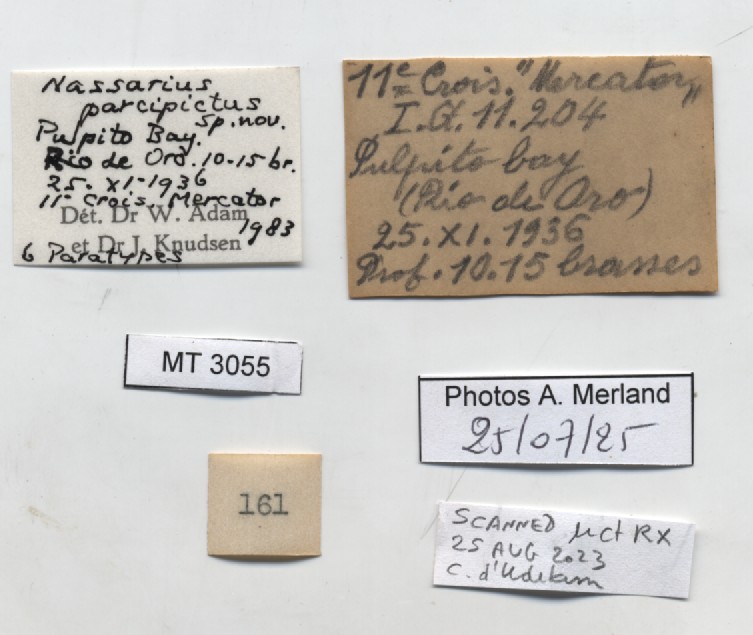 Nassarius
parcipictus
sp. nov.
Pulpito Bay.
Rio de Oro. 10-15 br.
25-XI-1936
11e Crois. Mercator
Dét. Dr W. Adam
1983
et Dr J. Knudsen
6 Paratypes
11e Crois. "Mercator"
I.G. 11.204
Pulpito bay
(Rio de Oro)
25.XI.1936
Prof. 10.15 brasses
MT 3055
Photos A. Merland
25/07/25
161
SCANNED µct RX
25 AUG 2023
C. d'Udekem